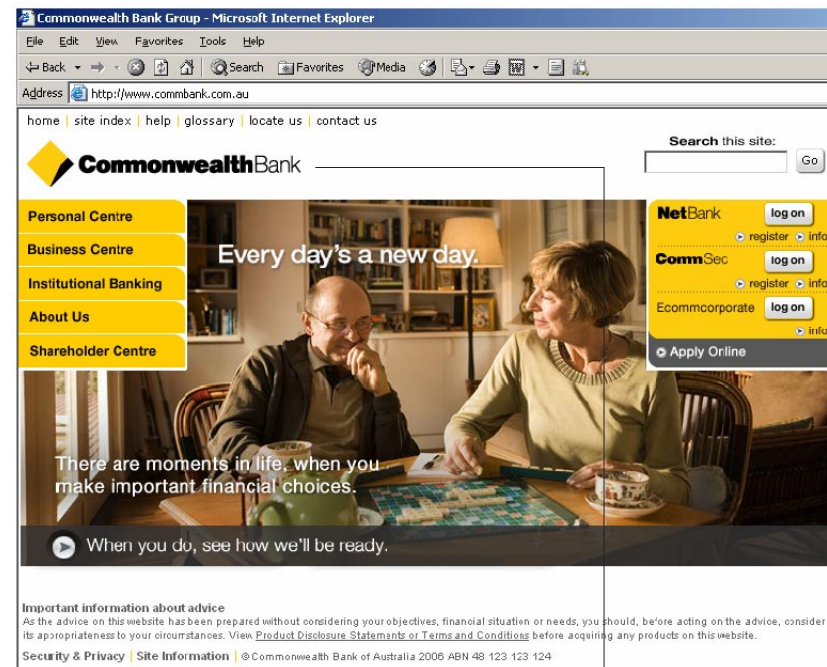 Commonwealth Bank Group - Microsoft Internet Explorer
File Edit View Favorites Tools Help
Back Search Favorites Media
Address http://www.commbank.com.au
home | site index | help | glossary | locate us | contact us
Search this site:
Go
CommonwealthBank
Personal Centre
Business Centre
Institutional Banking
About Us
Shareholder Centre
Every day's a new day.
NetBank log on
register info
CommSec log on
register info
Ecommcorporate log on
info
Apply Online
There are moments in life, when you
make important financial choices.
When you do, see how we'll be ready.
Important information about advice
As the advice on this website has been prepared without considering your objectives, financial situation or needs, you should, before acting on the advice, consider
its appropriateness to your circumstances. View Product Disclosure Statements or Terms and Conditions before acquiring any products on this website.
Security & Privacy | Site Information | © Commonwealth Bank of Australia 2006 ABN 48 123 123 124